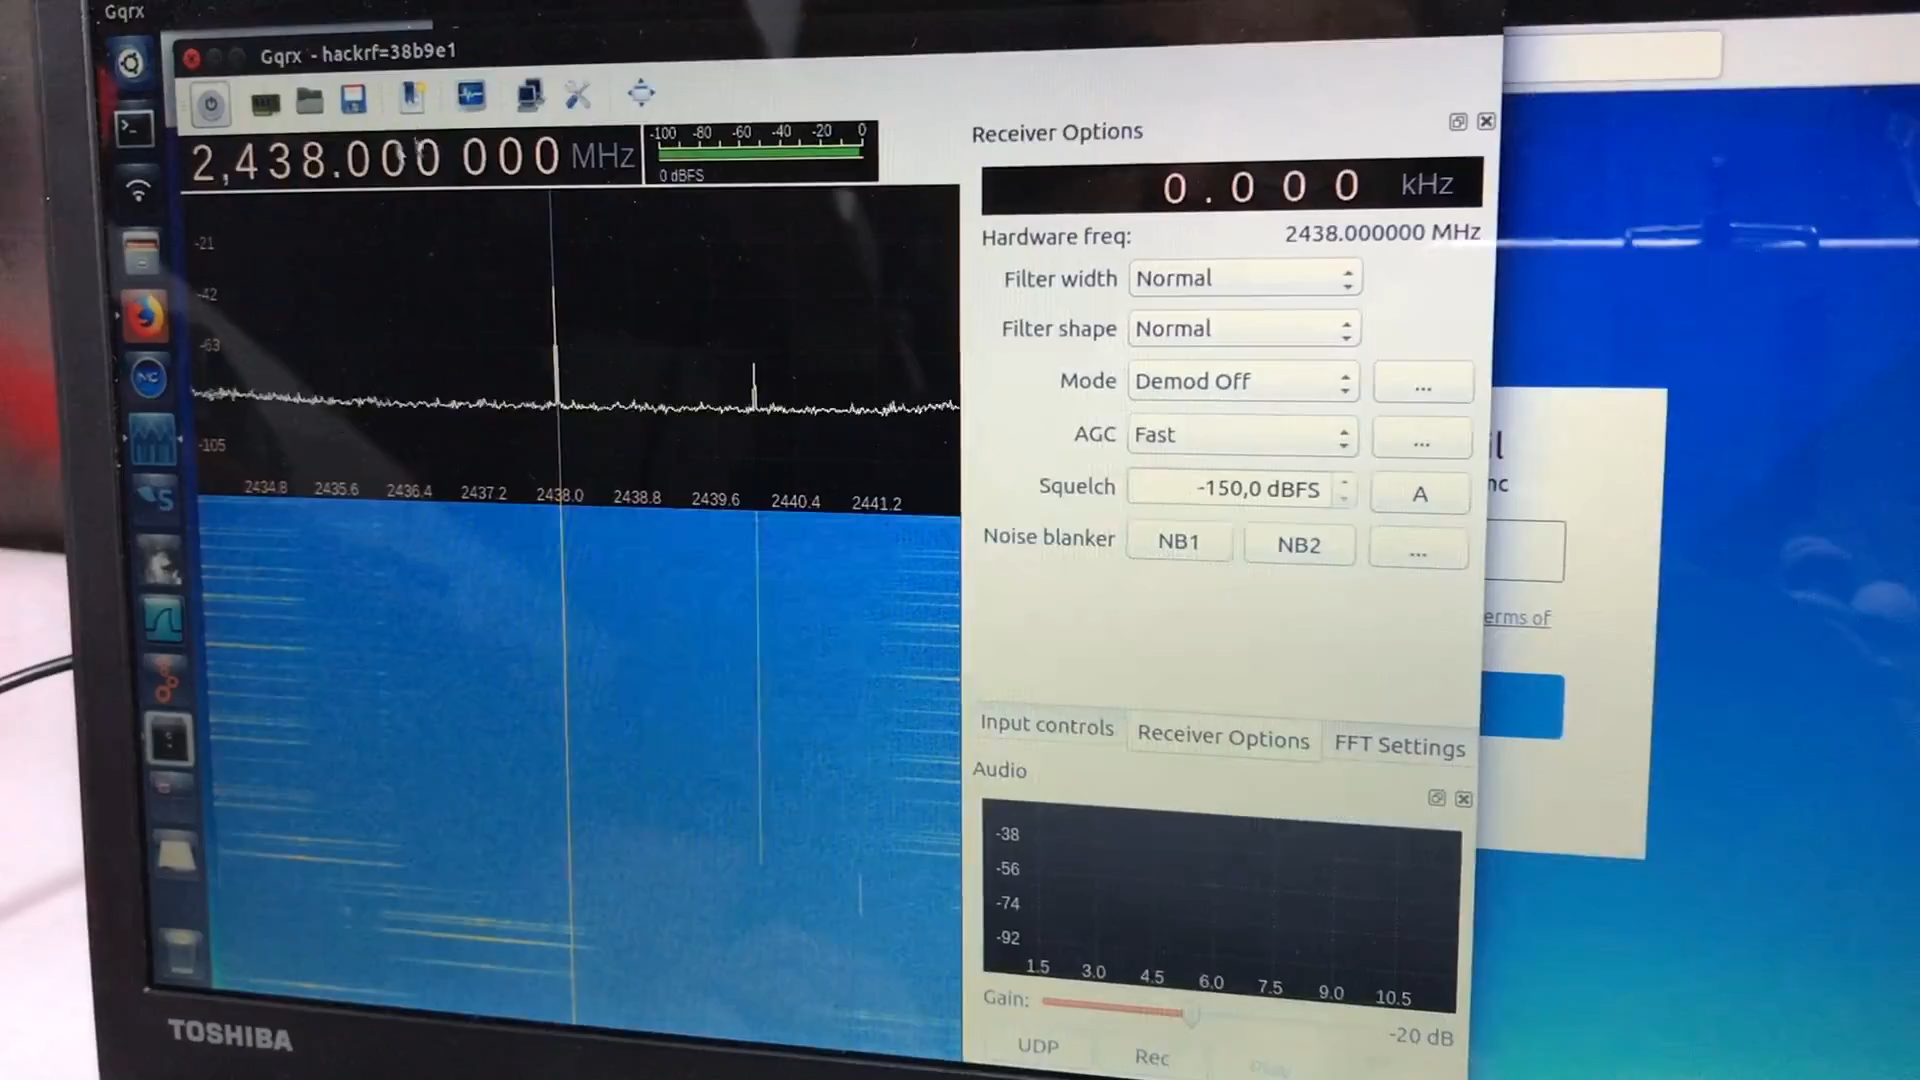 Gqrx
Gqrx - hackrf=38b9e1
2,438.000 000 MHz
-100 -80 -60 -40 -20 0
0 dBFS
-21
-42
-63
-105
2434.8 2435.6 2436.4 2437.2 2438.0 2438.8 2439.6 2440.4 2441.2
Receiver Options
0.000 kHz
Hardware freq: 2438.000000 MHz
Filter width Normal
Filter shape Normal
Mode Demod Off ...
AGC Fast ...
Squelch -150,0 dBFS A
Noise blanker NB1 NB2 ...
Input controls Receiver Options FFT Settings
Audio
-38
-56
-74
-92
1.5 3.0 4.5 6.0 7.5 9.0 10.5
Gain: -20 dB
UDP Rec Play
erms of
TOSHIBA